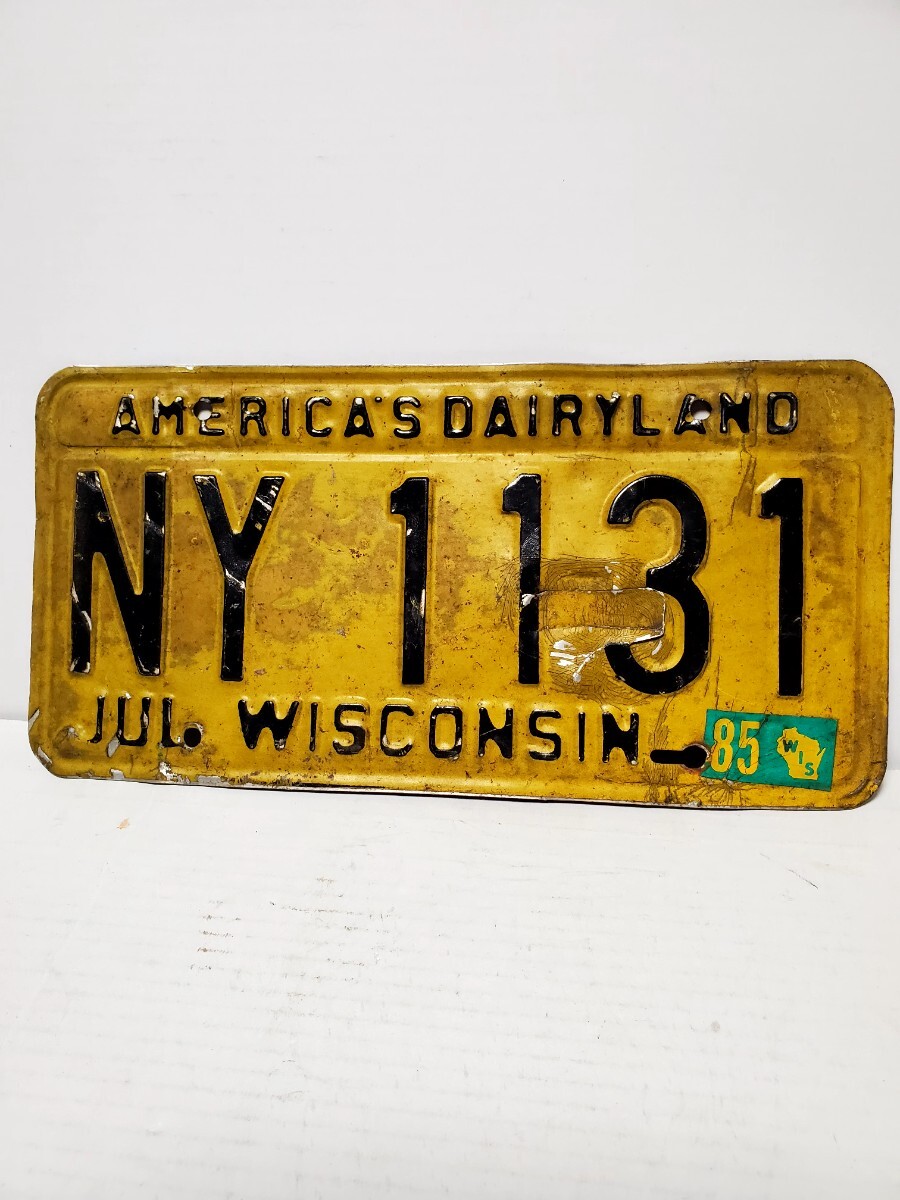 AMERICA'S DAIRYLAND
NY 1131
JUL WISCONSIN 85 WIS